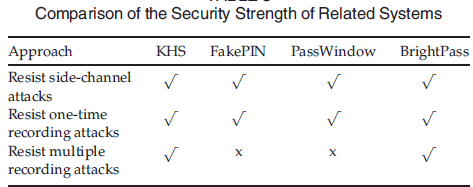 Comparison of the Security Strength of Related Systems
Approach KHS FakePIN PassWindow BrightPass
Resist side-channel √ √ √ √
attacks
Resist one-time √ √ √ √
recording attacks
Resist multiple √ x x √
recording attacks